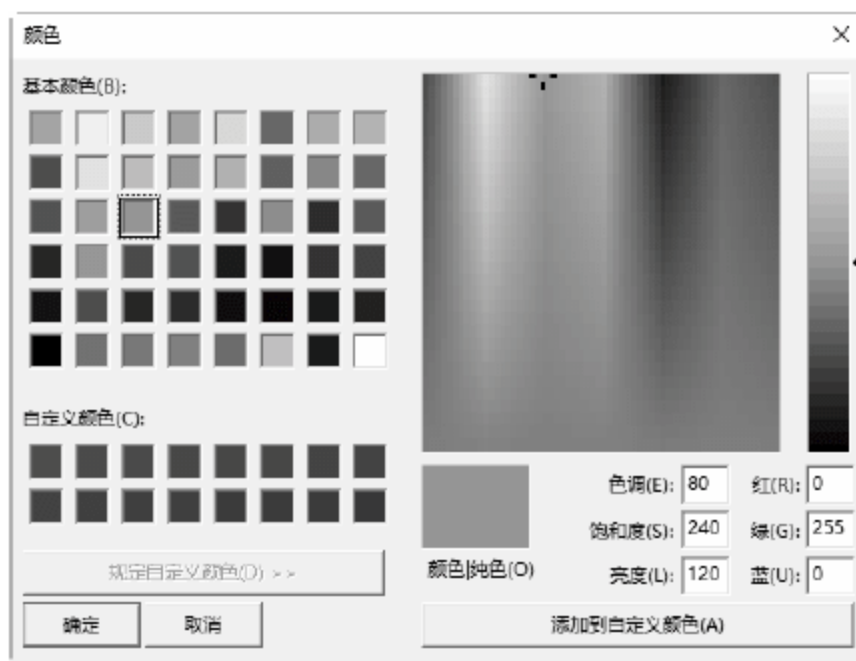 颜色
基本颜色(B):
自定义颜色(C):
规定自定义颜色(D) >>
确定
取消
颜色|纯色(O)
色调(E): 80
红(R): 0
饱和度(S): 240
绿(G): 255
亮度(L): 120
蓝(U): 0
添加到自定义颜色(A)